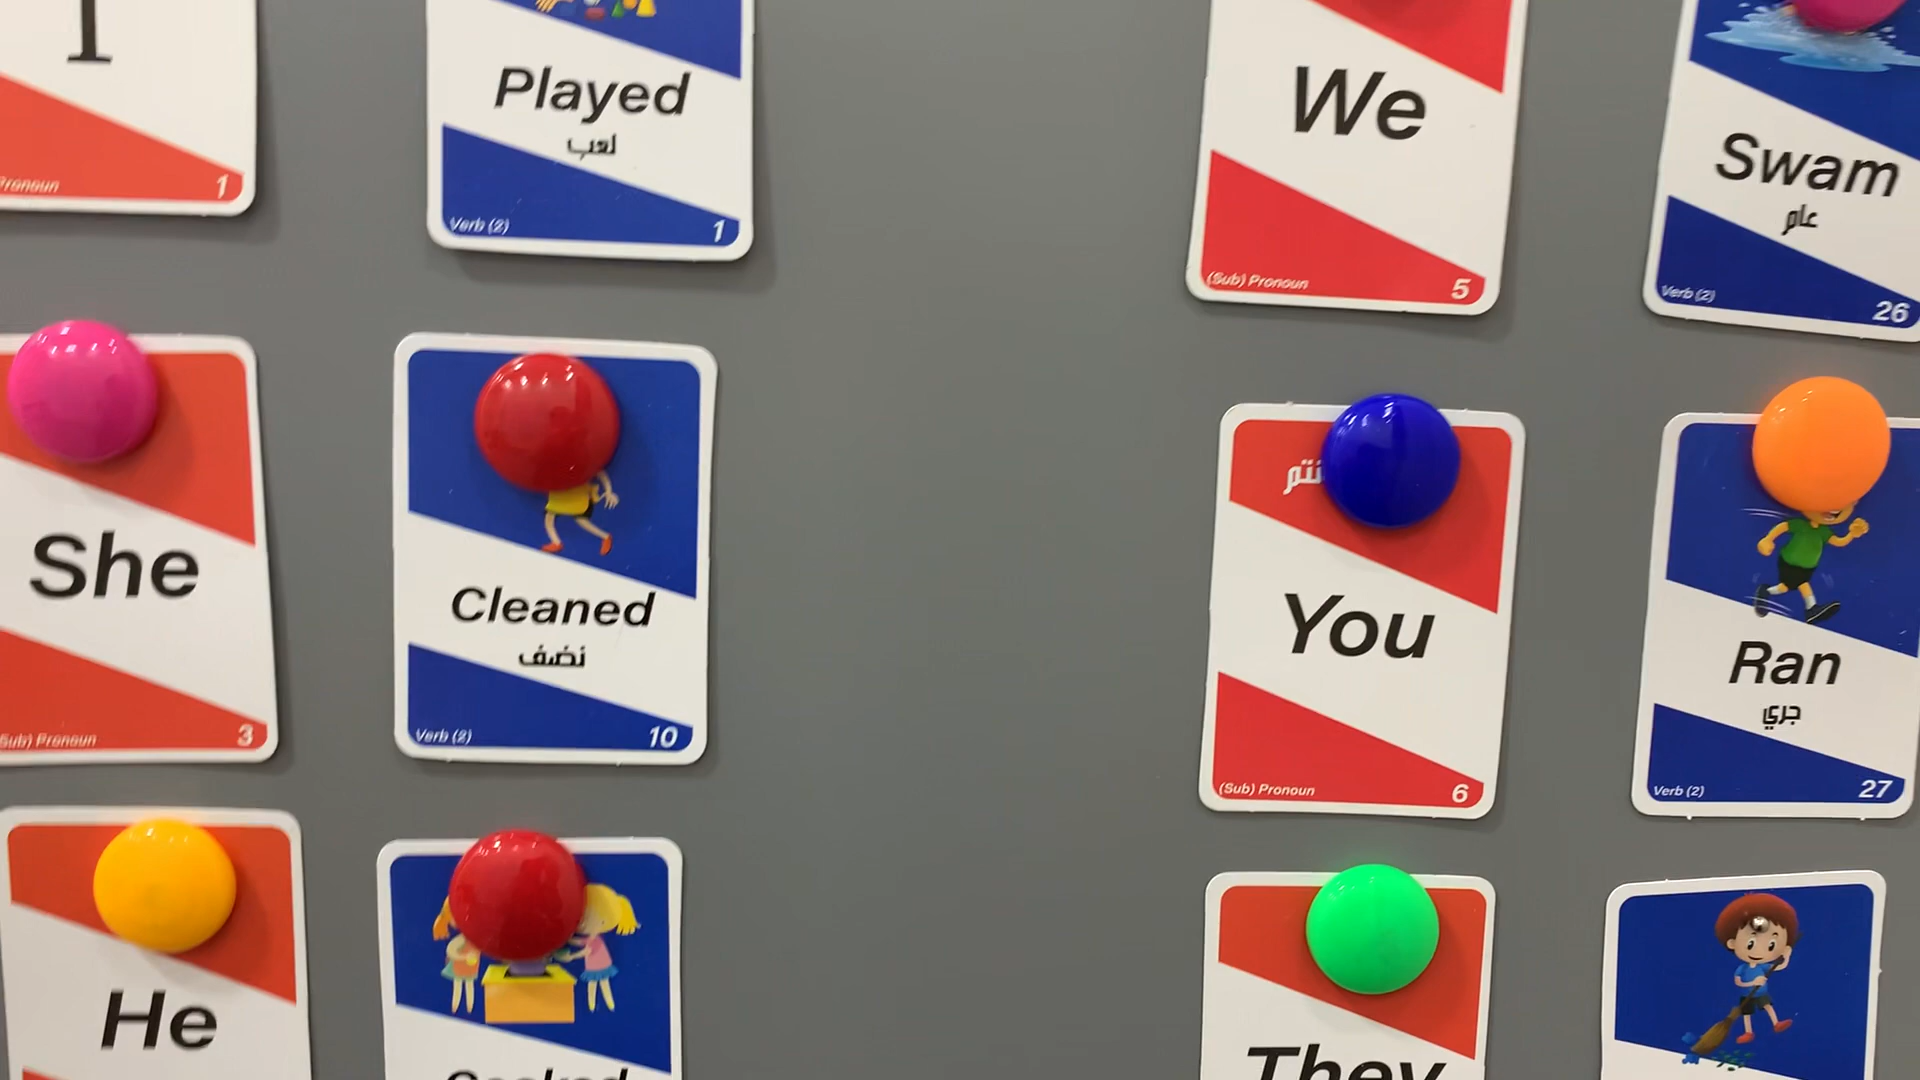 I
Pronoun
1
Played
لعب
Verb (2)
1
We
(Sub) Pronoun
5
Swam
عام
Verb (2)
26
She
(Sub) Pronoun
3
Cleaned
نضف
Verb (2)
10
You
(Sub) Pronoun
6
Ran
جري
Verb (2)
27
He
They